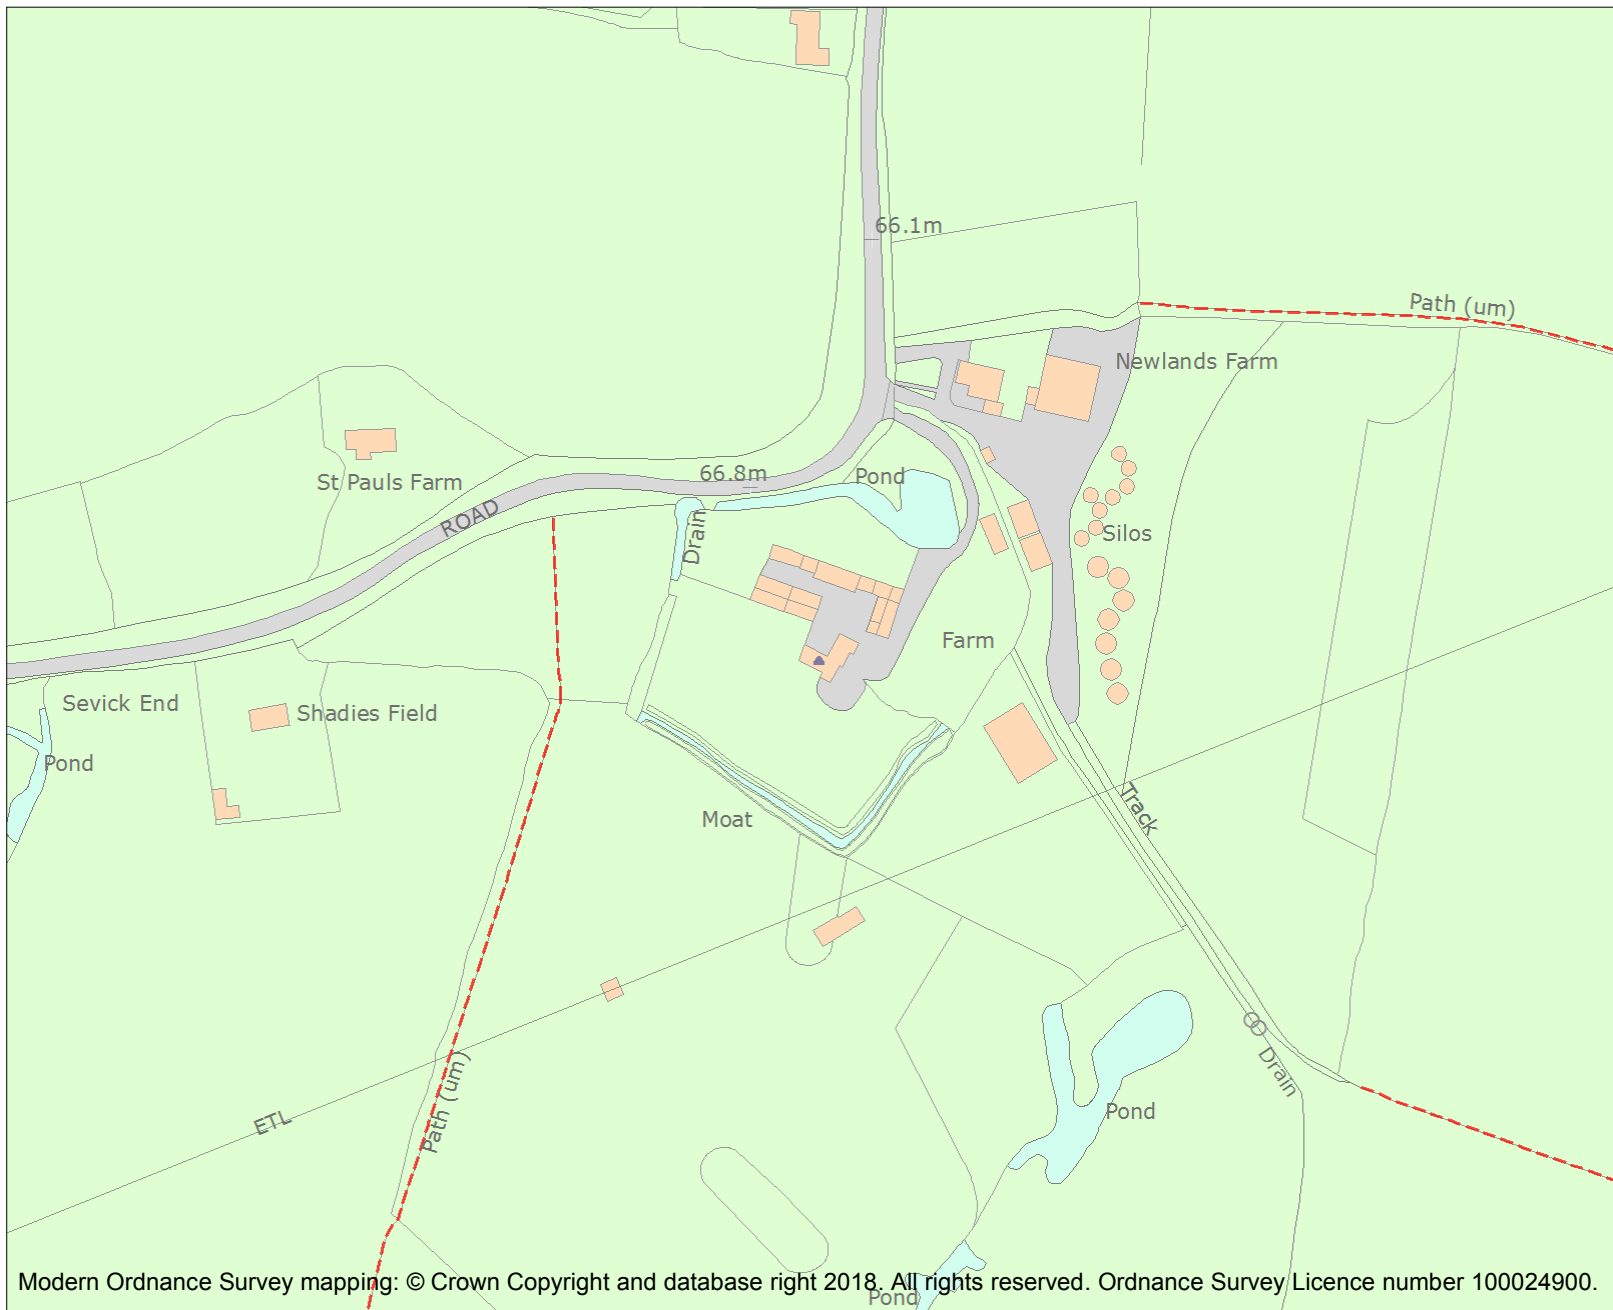 66.1m
Path (um)
Newlands Farm
66.8m
Pond
St Pauls Farm
ROAD
Drain
Silos
Farm
Sevick End
Shadies Field
Pond
Moat
Track
Drain
Path (um)
ETL
Pond
Modern Ordnance Survey mapping: © Crown Copyright and database right 2018. All rights reserved. Ordnance Survey Licence number 100024900.
Pond